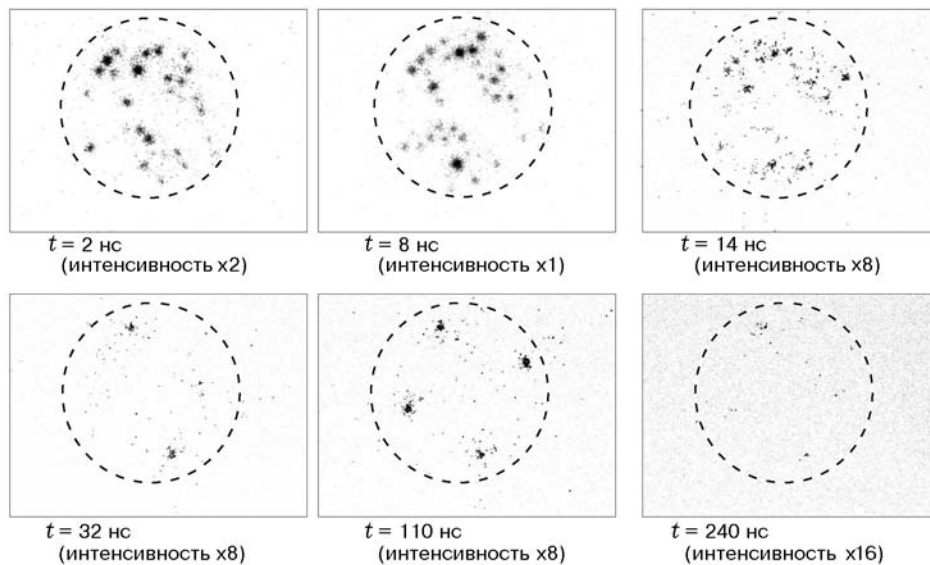 t = 2 нс
(интенсивность x2)
t = 8 нс
(интенсивность x1)
t = 14 нс
(интенсивность x8)
t = 32 нс
(интенсивность x8)
t = 110 нс
(интенсивность x8)
t = 240 нс
(интенсивность x16)